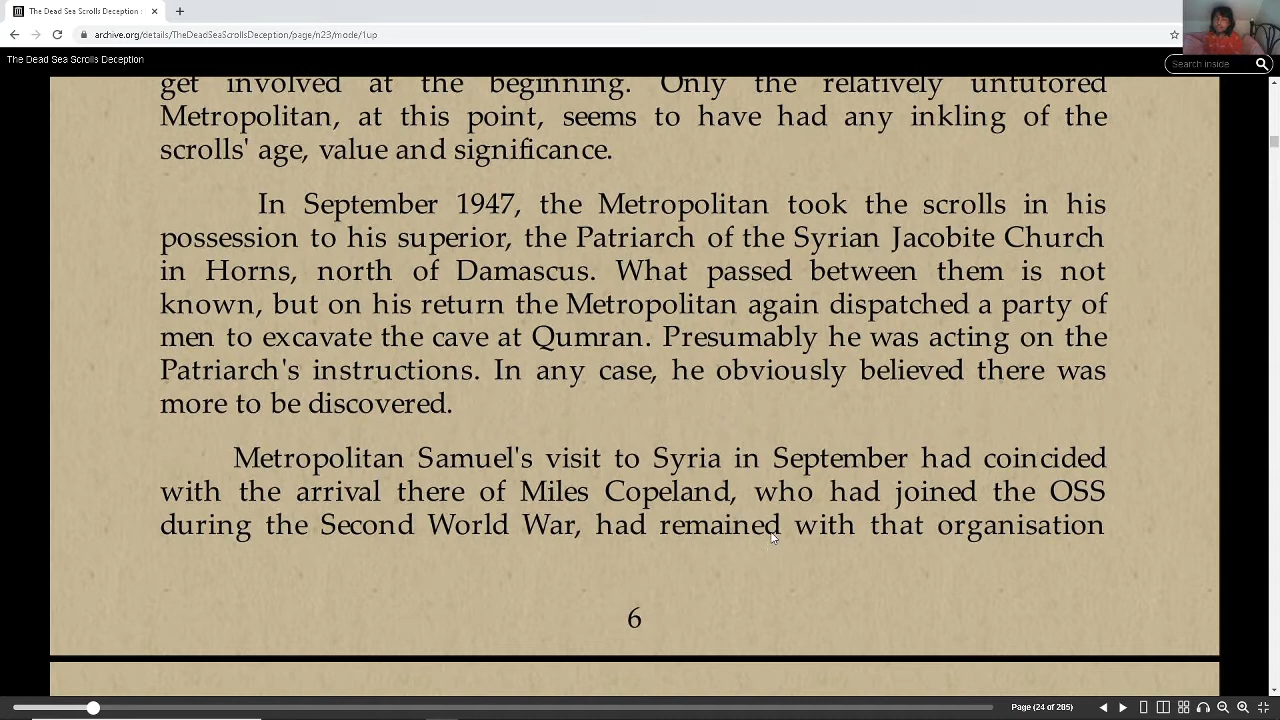 The Dead Sea Scrolls Deception :
archive.org/details/TheDeadSeaScrollsDeception/page/n23/mode/1up
The Dead Sea Scrolls Deception
Search inside
get involved at the beginning. Only the relatively untutored
Metropolitan, at this point, seems to have had any inkling of the
scrolls' age, value and significance.
In September 1947, the Metropolitan took the scrolls in his
possession to his superior, the Patriarch of the Syrian Jacobite Church
in Horns, north of Damascus. What passed between them is not
known, but on his return the Metropolitan again dispatched a party of
men to excavate the cave at Qumran. Presumably he was acting on the
Patriarch's instructions. In any case, he obviously believed there was
more to be discovered.
Metropolitan Samuel's visit to Syria in September had coincided
with the arrival there of Miles Copeland, who had joined the OSS
during the Second World War, had remained with that organisation
6
Page (24 of 285)